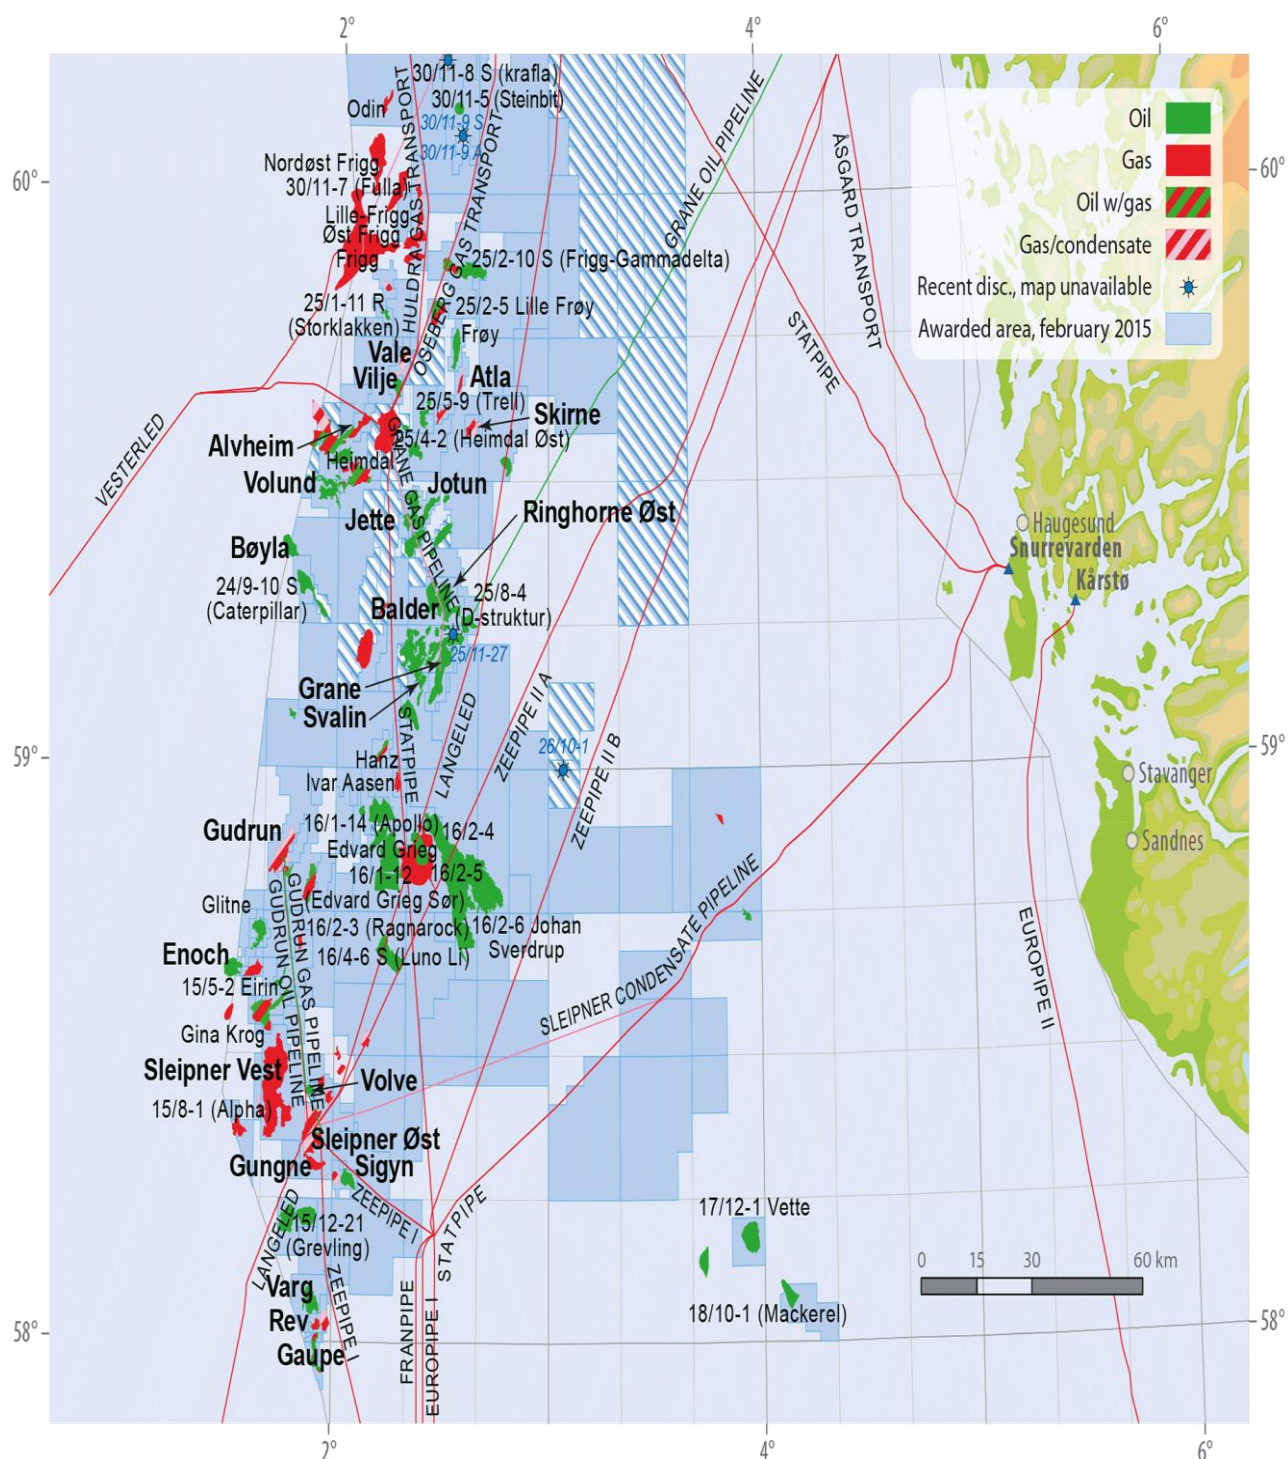 2°
4°
6°
30/11-8 S (krafla)
30/11-5 (Steinbit)
Odin
30/11-9 S
30/11-9 A
HULDRA GAS TRANSPORT
OSEBERG GAS TRANSPORT
GRANE OIL PIPELINE
ÅSGARD TRANSPORT
STATPIPE
Oil
Gas
Oil w/gas
Gas/condensate
Recent disc., map unavailable
Awarded area, february 2015
60°
60°
Nordøst Frigg
30/11-7 (Fulla)
Lille-Frigg
Øst Frigg
Frigg
25/2-10 S (Frigg-Gammadelta)
25/1-11 R
(Storklakken)
25/2-5 Lille Frøy
Frøy
Vale
Vilje
Atla
25/5-9 (Trell)
Skirne
25/4-2 (Heimdal Øst)
VESTERLED
Alvheim
Heimdal
Volund
GRANE GAS PIPELINE
Jotun
Jette
Ringhorne Øst
Haugesund
Snurrevarden
Kårstø
Bøyla
24/9-10 S
(Caterpillar)
Balder
25/8-4
(D-struktur)
25/11-27
Grane
Svalin
STATPIPE
LANGELED
ZEEPIPE II A
ZEEPIPE II B
26/10-1
59°
59°
Hanz
Ivar Aasen
Stavanger
Sandnes
Gudrun
16/1-14 (Apollo)
16/2-4
Edvard Grieg
16/1-12
16/2-5
(Edvard Grieg Sør)
GUDRUN OIL PIPELINE
GUDRUN GAS PIPELINE
Glitne
16/2-3 (Ragnarock)
16/2-6 Johan
Sverdrup
16/4-6 S (Luno Li)
Enoch
15/5-2 Eirin
Gina Krog
SLEIPNER CONDENSATE PIPELINE
EUROPIPE II
Sleipner Vest
Volve
15/8-1 (Alpha)
Sleipner Øst
Gungne
Sigyn
ZEEPIPE I
LANGELED
15/12-21
(Grevling)
STATPIPE
17/12-1 Vette
18/10-1 (Mackerel)
0
15
30
60 km
Varg
Rev
Gaupe
ZEEPIPE I
FRANPIPE
EUROPIPE I
58°
58°
2°
4°
6°